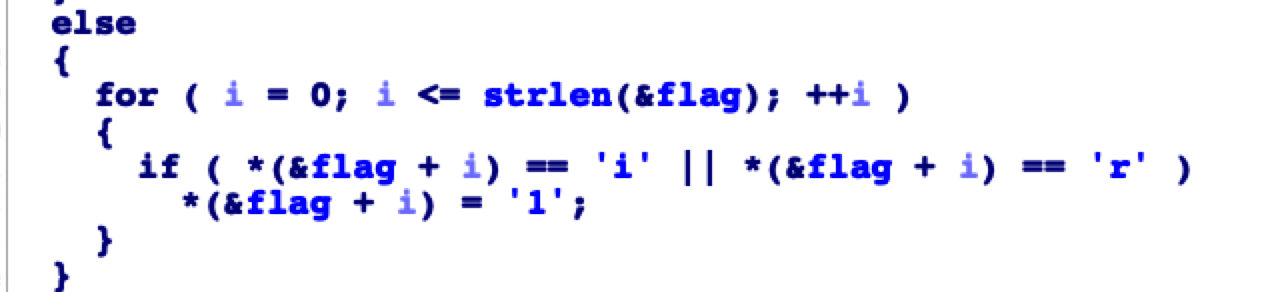 else
{
for ( i = 0; i <= strlen(&flag); ++i )
{
if ( *(&flag + i) == 'i' || *(&flag + i) == 'r' )
*(&flag + i) = '1';
}
}